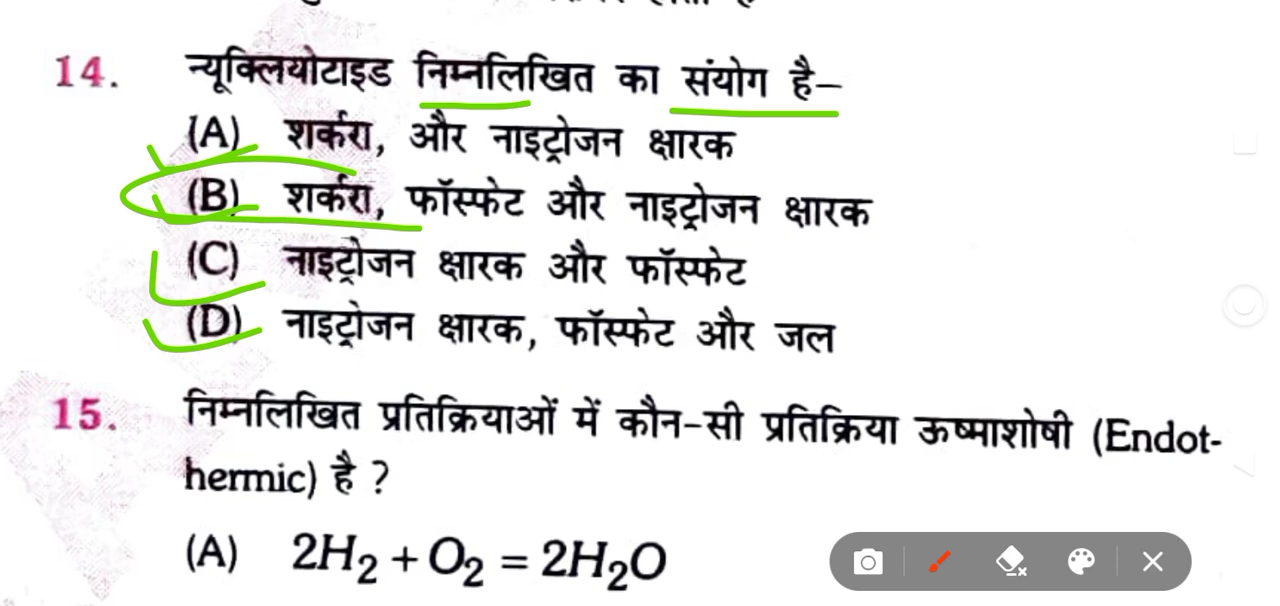 14. न्यूक्लियोटाइड निम्नलिखित का संयोग है–
(A) शर्करा, और नाइट्रोजन क्षारक
(B) शर्करा, फॉस्फेट और नाइट्रोजन क्षारक
(C) नाइट्रोजन क्षारक और फॉस्फेट
(D) नाइट्रोजन क्षारक, फॉस्फेट और जल
15. निम्नलिखित प्रतिक्रियाओं में कौन-सी प्रतिक्रिया ऊष्माशोषी (Endot-
hermic) है ?
(A) 2H₂ + O₂ = 2H₂O